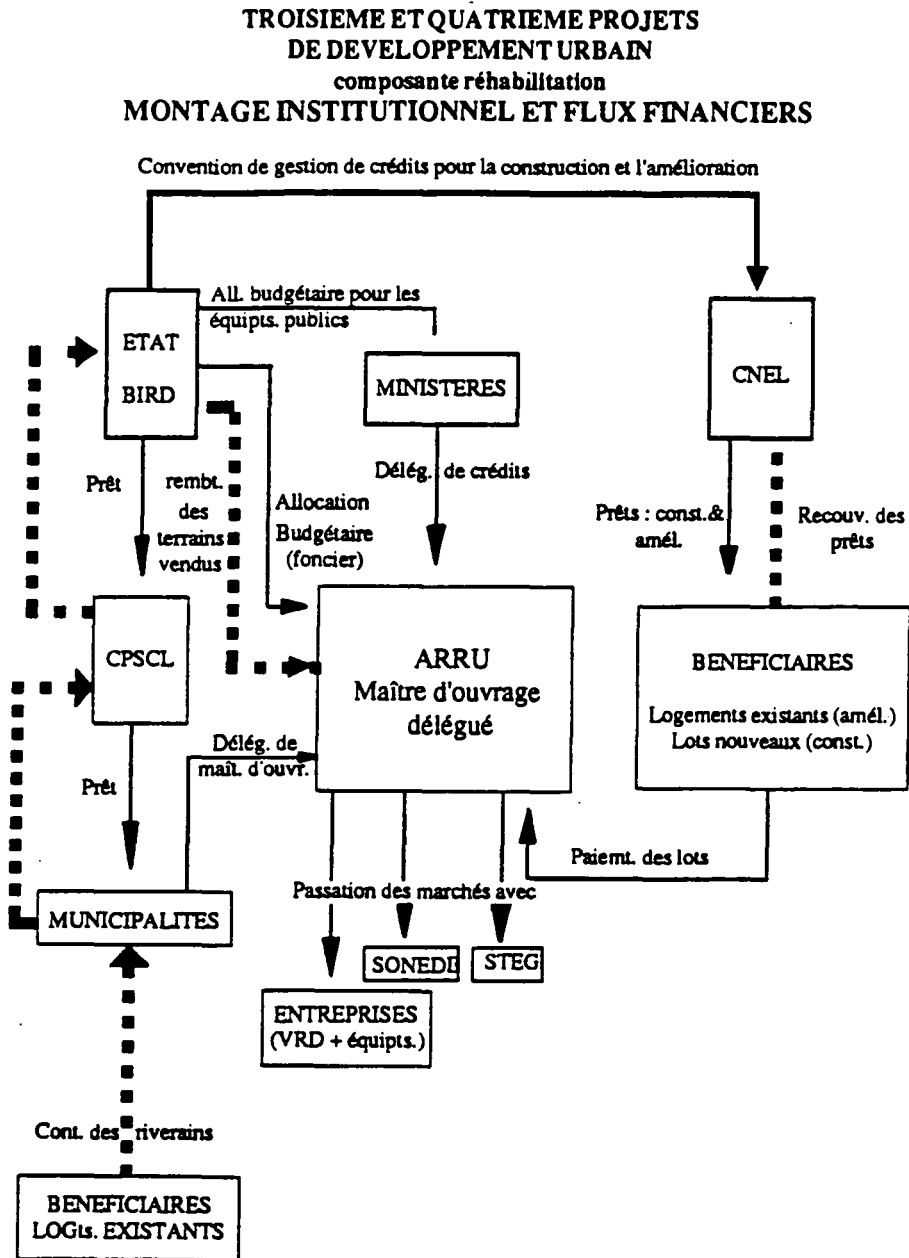 TROISIEME ET QUATRIEME PROJETS
DE DEVELOPPEMENT URBAIN
composante réhabilitation
MONTAGE INSTITUTIONNEL ET FLUX FINANCIERS
Convention de gestion de crédits pour la construction et l'amélioration
All. budgétaire pour les
équipts. publics
ETAT
BIRD
MINISTERES
CNEL
Prêt
rembt.
des
terrains
vendus
Allocation
Budgétaire
(foncier)
Délég. de crédits
Prêts : const.&
amél.
Recouv. des
prêts
CPSCL
ARRU
Maître d'ouvrage
délégué
BENEFICIAIRES
Logements existants (amél.)
Lots nouveaux (const.)
Prêt
Délég. de
maît. d'ouvr.
Paiemt. des lots
Passation des marchés avec
MUNICIPALITES
SONEDE
STEG
ENTREPRISES
(VRD + équipts.)
Cont. des riverains
BENEFICIAIRES
LOGts. EXISTANTS